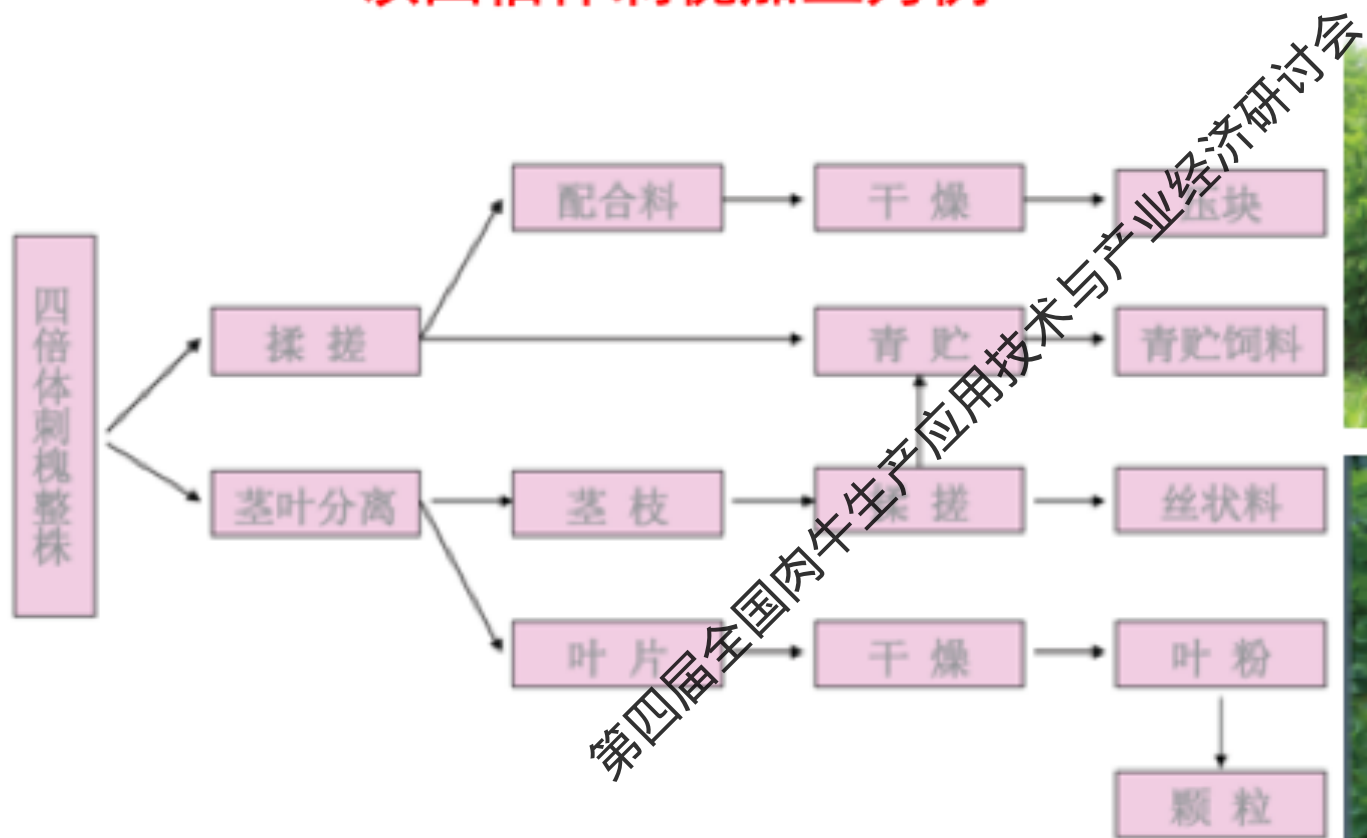 四倍体刺槐整株
配合料
干 燥
压块
揉 搓
青 贮
青贮饲料
茎叶分离
茎 枝
揉 搓
丝状料
叶 片
干 燥
叶 粉
颗 粒
第四届全国肉牛生产应用技术与产业经济研讨会